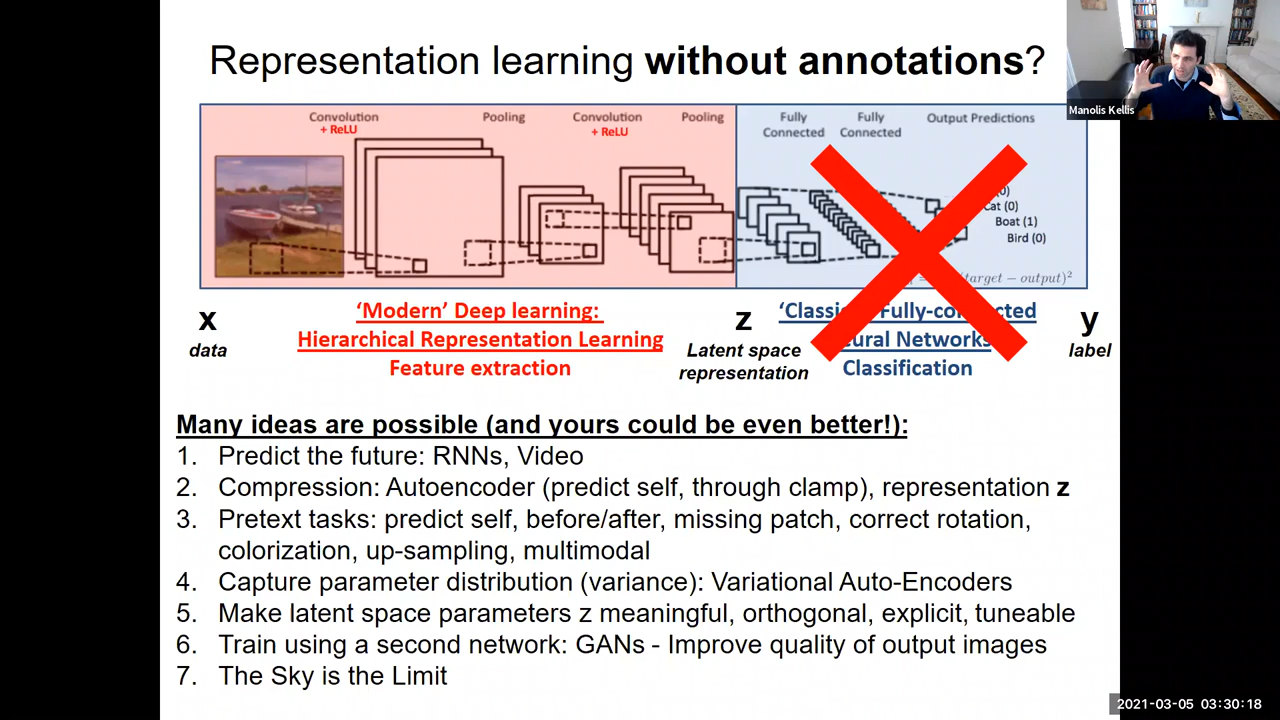 Representation learning without annotations?
Manolis Kellis
Convolution
+ ReLU
Pooling
Convolution
+ ReLU
Pooling
Fully
Connected
Fully
Connected
Output Predictions
(0)
Cat (0)
Boat (1)
Bird (0)
(target − output)²
x
data
'Modern' Deep learning:
Hierarchical Representation Learning
Feature extraction
z
Latent space
representation
Networks
Classification
y
label
Many ideas are possible (and yours could be even better!):
1. Predict the future: RNNs, Video
2. Compression: Autoencoder (predict self, through clamp), representation z
3. Pretext tasks: predict self, before/after, missing patch, correct rotation,
colorization, up-sampling, multimodal
4. Capture parameter distribution (variance): Variational Auto-Encoders
5. Make latent space parameters z meaningful, orthogonal, explicit, tuneable
6. Train using a second network: GANs - Improve quality of output images
7. The Sky is the Limit
2021-03-05 03:30:18